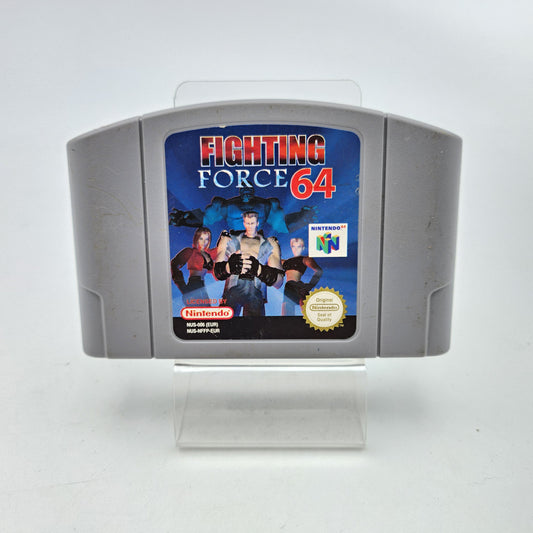 FIGHTING
FORCE 64
NINTENDO 64
N
LICENSED BY
Nintendo
NUS-006 (EUR)
NUS-NFFP-EUR
Original
Nintendo
Seal of
Quality